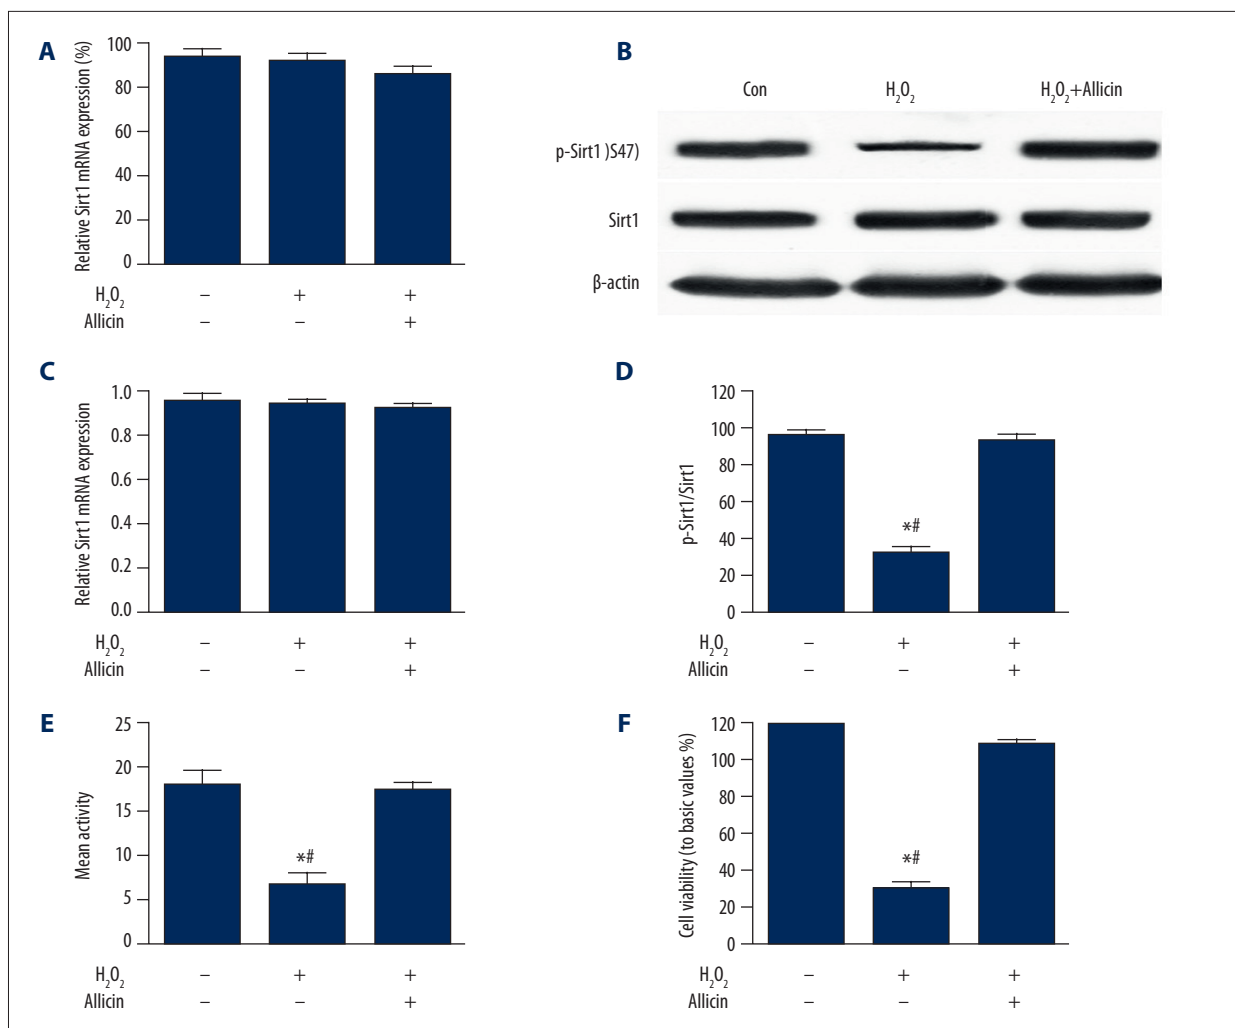 A
Relative Sirt1 mRNA expression (%)
100
80
60
40
20
0
H₂O₂ – + +
Allicin – – +
B
Con H₂O₂ H₂O₂+Allicin
p-Sirt1 )S47)
Sirt1
β-actin
C
Relative Sirt1 mRNA expression
1.0
0.8
0.6
0.4
0.2
0.0
H₂O₂ – + +
Allicin – – +
D
p-Sirt1/Sirt1
120
100
80
60
40
20
0
*#
H₂O₂ – + +
Allicin – – +
E
Mean activity
25
20
15
10
5
0
*#
H₂O₂ – + +
Allicin – – +
F
Cell viability (to basic values %)
120
100
80
60
40
20
0
*#
H₂O₂ – + +
Allicin – – +